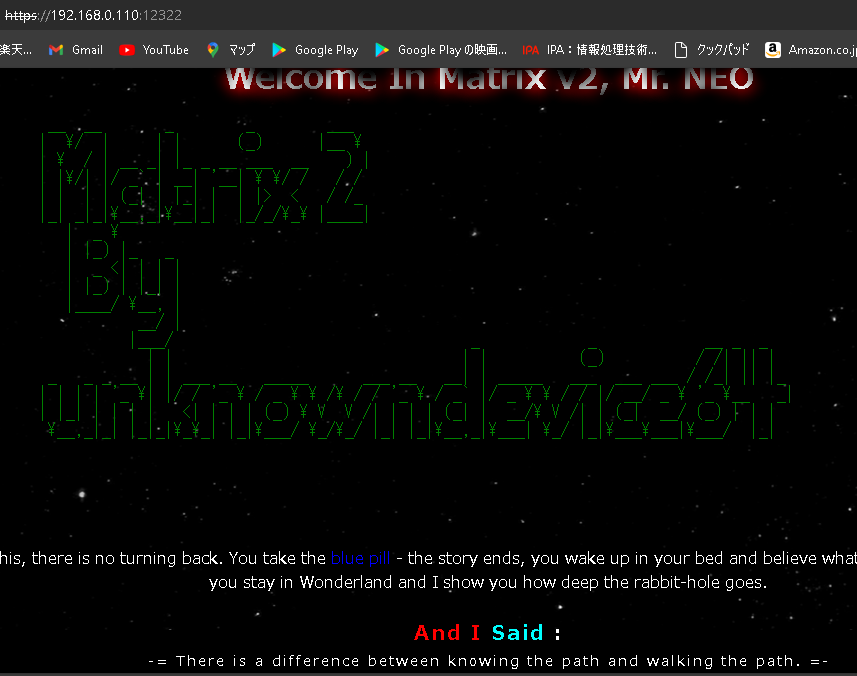 https://192.168.0.110:12322
楽天... Gmail YouTube マップ Google Play Google Play の映画... IPA IPA：情報処理技術... クックパッド a Amazon.co.jp
Welcome In Matrix v2, Mr. NEO
Matrix 2
By
unknowndevice64
his, there is no turning back. You take the blue pill - the story ends, you wake up in your bed and believe what
you stay in Wonderland and I show you how deep the rabbit-hole goes.
And I Said :
-= There is a difference between knowing the path and walking the path. =-